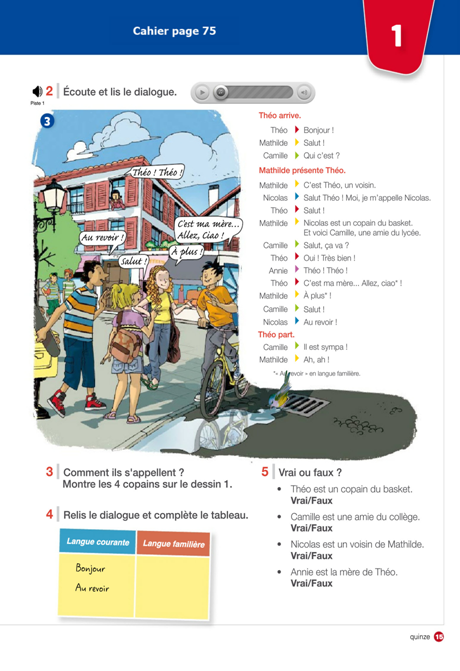 Cahier page 75
1
2 Écoute et lis le dialogue.
Piste 1
3
Théo ! Théo !
C'est ma mère...
Allez, Ciao !
Au revoir !
Salut !
À plus !
Théo arrive.
Théo Bonjour !
Mathilde Salut !
Camille Qui c'est ?
Mathilde présente Théo.
Mathilde C'est Théo, un voisin.
Nicolas Salut Théo ! Moi, je m'appelle Nicolas.
Théo Salut !
Mathilde Nicolas est un copain du basket.
Et voici Camille, une amie du lycée.
Camille Salut, ça va ?
Théo Oui ! Très bien !
Annie Théo ! Théo !
Théo C'est ma mère... Allez, ciao* !
Mathilde À plus* !
Camille Salut !
Nicolas Au revoir !
Théo part.
Camille Il est sympa !
Mathilde Ah, ah !
*« Au revoir » en langue familière.
3 Comment ils s'appellent ?
Montre les 4 copains sur le dessin 1.
4 Relis le dialogue et complète le tableau.
Langue courante Langue familière
Bonjour
Au revoir
5 Vrai ou faux ?
• Théo est un copain du basket.
Vrai/Faux
• Camille est une amie du collège.
Vrai/Faux
• Nicolas est un voisin de Mathilde.
Vrai/Faux
• Annie est la mère de Théo.
Vrai/Faux
quinze 15